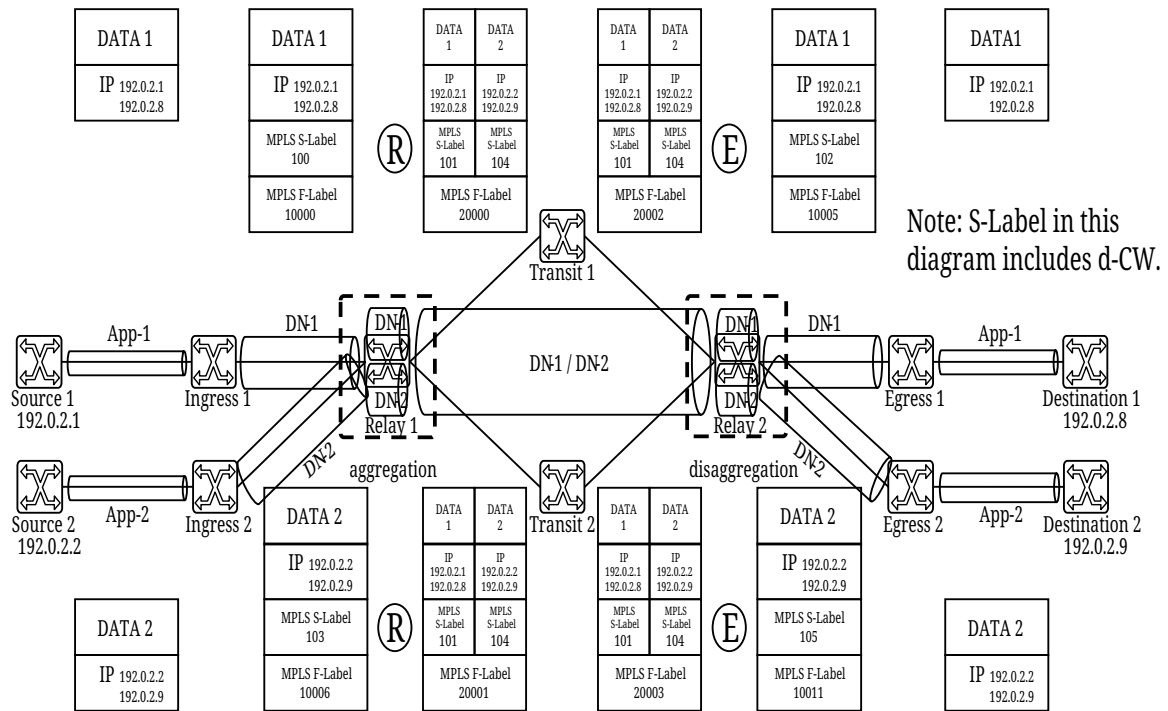 DATA 1
IP 192.0.2.1
192.0.2.8
DATA 1
IP 192.0.2.1
192.0.2.8
MPLS S-Label
100
MPLS F-Label
10000
R
DATA
1
DATA
2
IP
192.0.2.1
192.0.2.8
IP
192.0.2.2
192.0.2.9
MPLS
S-Label
101
MPLS
S-Label
104
MPLS F-Label
20000
DATA
1
DATA
2
IP
192.0.2.1
192.0.2.8
IP
192.0.2.2
192.0.2.9
MPLS
S-Label
101
MPLS
S-Label
104
MPLS F-Label
20002
E
DATA 1
IP 192.0.2.1
192.0.2.8
MPLS S-Label
102
MPLS F-Label
10005
DATA1
IP 192.0.2.1
192.0.2.8
Note: S-Label in this
diagram includes d-CW.
Transit 1
App-1
DN-1
DN-1
DN-1 / DN-2
DN-1
DN-1
App-1
Source 1
192.0.2.1
Ingress 1
DN-2
Relay 1
DN-2
Relay 2
Egress 1
Destination 1
192.0.2.8
DN-2
aggregation
disaggregation
DN-2
App-2
Source 2
192.0.2.2
Ingress 2
Transit 2
Egress 2
App-2
Destination 2
192.0.2.9
DATA 2
IP 192.0.2.2
192.0.2.9
DATA 2
IP 192.0.2.2
192.0.2.9
MPLS S-Label
103
MPLS F-Label
10006
R
DATA
1
DATA
2
IP
192.0.2.1
192.0.2.8
IP
192.0.2.2
192.0.2.9
MPLS
S-Label
101
MPLS
S-Label
104
MPLS F-Label
20001
DATA
1
DATA
2
IP
192.0.2.1
192.0.2.8
IP
192.0.2.2
192.0.2.9
MPLS
S-Label
101
MPLS
S-Label
104
MPLS F-Label
20003
E
DATA 2
IP 192.0.2.2
192.0.2.9
MPLS S-Label
105
MPLS F-Label
10011
DATA 2
IP 192.0.2.2
192.0.2.9